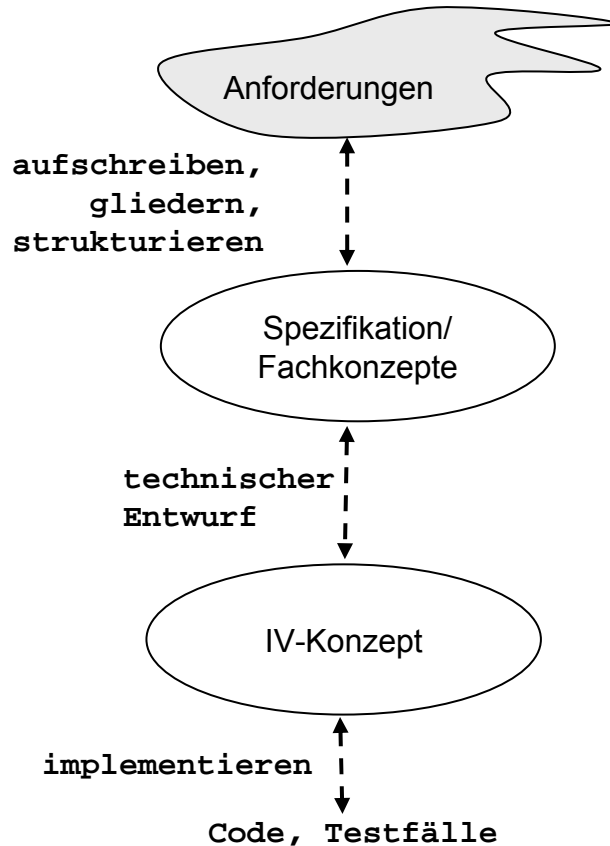 Anforderungen
aufschreiben,
gliedern,
strukturieren
Spezifikation/
Fachkonzepte
technischer
Entwurf
IV-Konzept
implementieren
Code, Testfälle